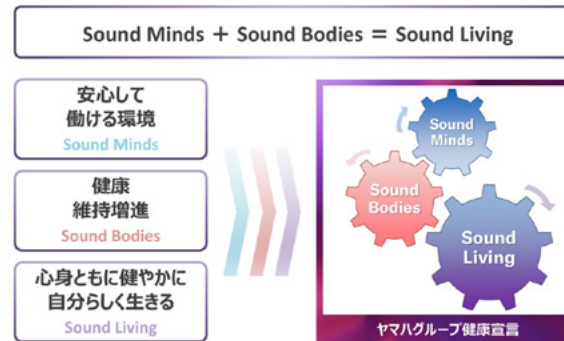 Sound Minds + Sound Bodies = Sound Living
安心して
働ける環境
Sound Minds
健康
維持増進
Sound Bodies
心身ともに健やかに
自分らしく生きる
Sound Living
Sound
Minds
Sound
Bodies
Sound
Living
ヤマハグループ健康宣言